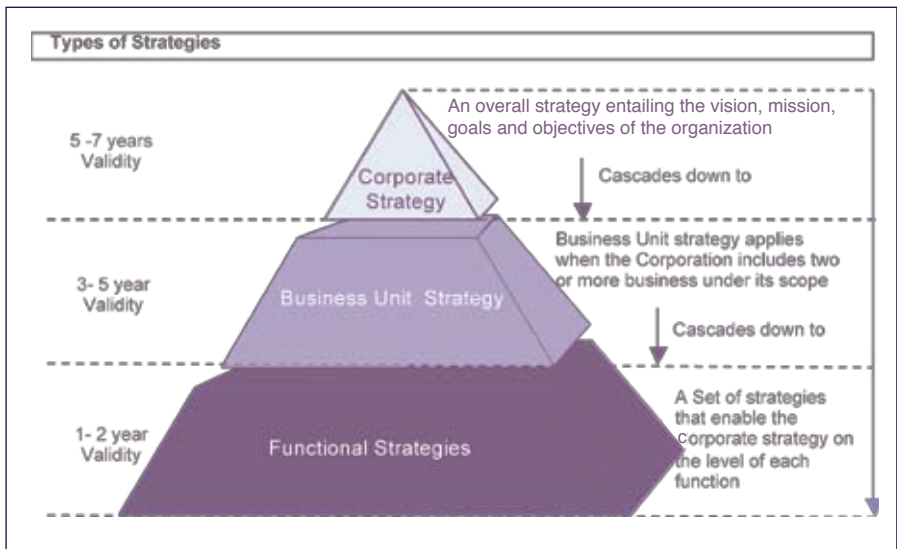 Types of Strategies
An overall strategy entailing the vision, mission,
goals and objectives of the organization
5 -7 years
Validity
Corporate
Strategy
Cascades down to
Business Unit strategy applies
when the Corporation includes two
or more business under its scope
3- 5 year
Validity
Business Unit Strategy
Cascades down to
A Set of strategies
that enable the
Corporate strategy on
the level of each
function
1- 2 year
Validity
Functional Strategies